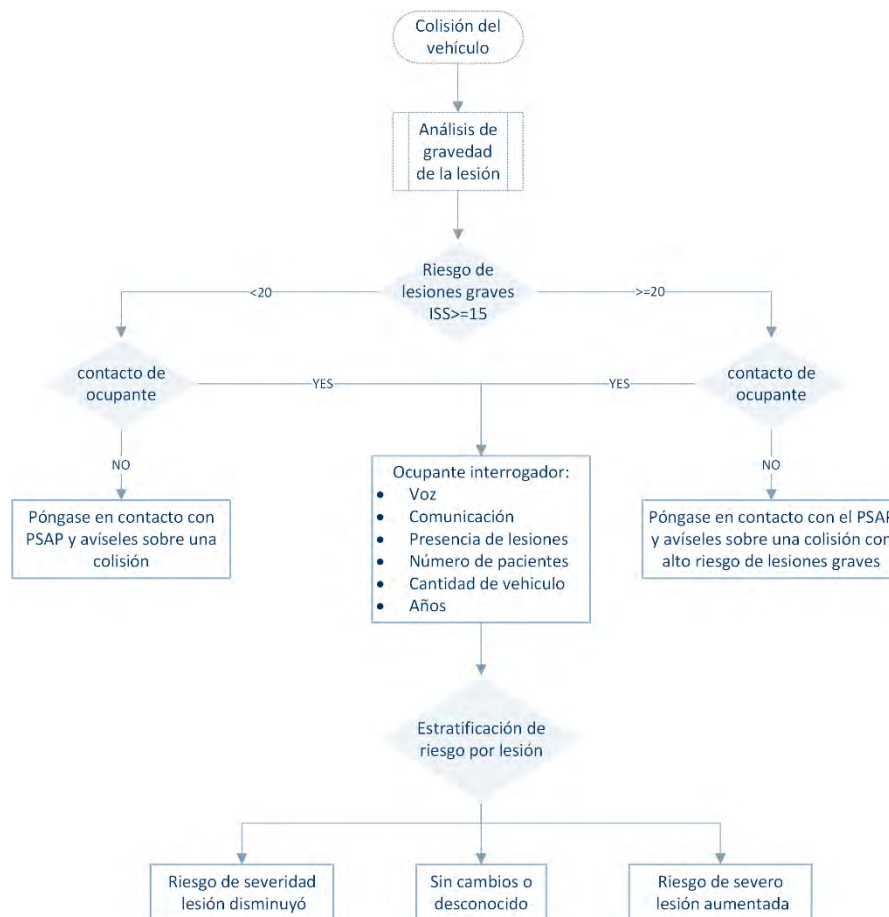 Colisión del
vehículo
Análisis de
gravedad
de la lesión
Riesgo de
lesiones graves
ISS>=15
<20
>=20
contacto de
ocupante
contacto de
ocupante
YES
YES
NO
NO
Póngase en contacto con
PSAP y avíseles sobre una
colisión
Ocupante interrogador:
• Voz
• Comunicación
• Presencia de lesiones
• Número de pacientes
• Cantidad de vehiculo
• Años
Póngase en contacto con el PSAP
y avíseles sobre una colisión con
alto riesgo de lesiones graves
Estratificación de
riesgo por lesión
Riesgo de severidad
lesión disminuyó
Sin cambios o
desconocido
Riesgo de severo
lesión aumentada